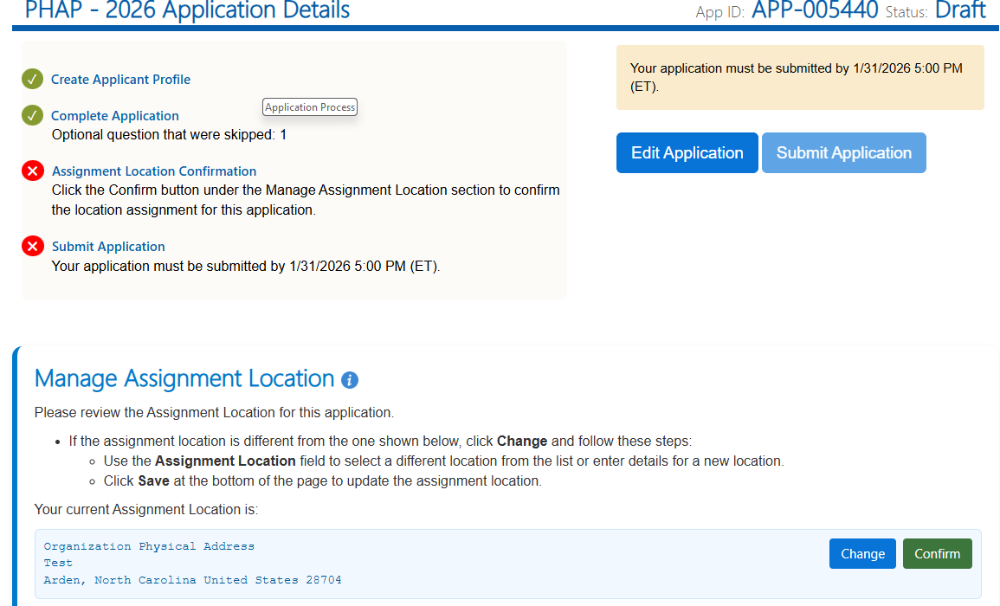 PHAP - 2026 Application Details
App ID: APP-005440 Status: Draft
Create Applicant Profile
Complete Application
Application Process
Optional question that were skipped: 1
Assignment Location Confirmation
Click the Confirm button under the Manage Assignment Location section to confirm
the location assignment for this application.
Submit Application
Your application must be submitted by 1/31/2026 5:00 PM (ET).
Your application must be submitted by 1/31/2026 5:00 PM
(ET).
Edit Application
Submit Application
Manage Assignment Location
Please review the Assignment Location for this application.
If the assignment location is different from the one shown below, click Change and follow these steps:
Use the Assignment Location field to select a different location from the list or enter details for a new location.
Click Save at the bottom of the page to update the assignment location.
Your current Assignment Location is:
Organization Physical Address
Test
Arden, North Carolina United States 28704
Change
Confirm